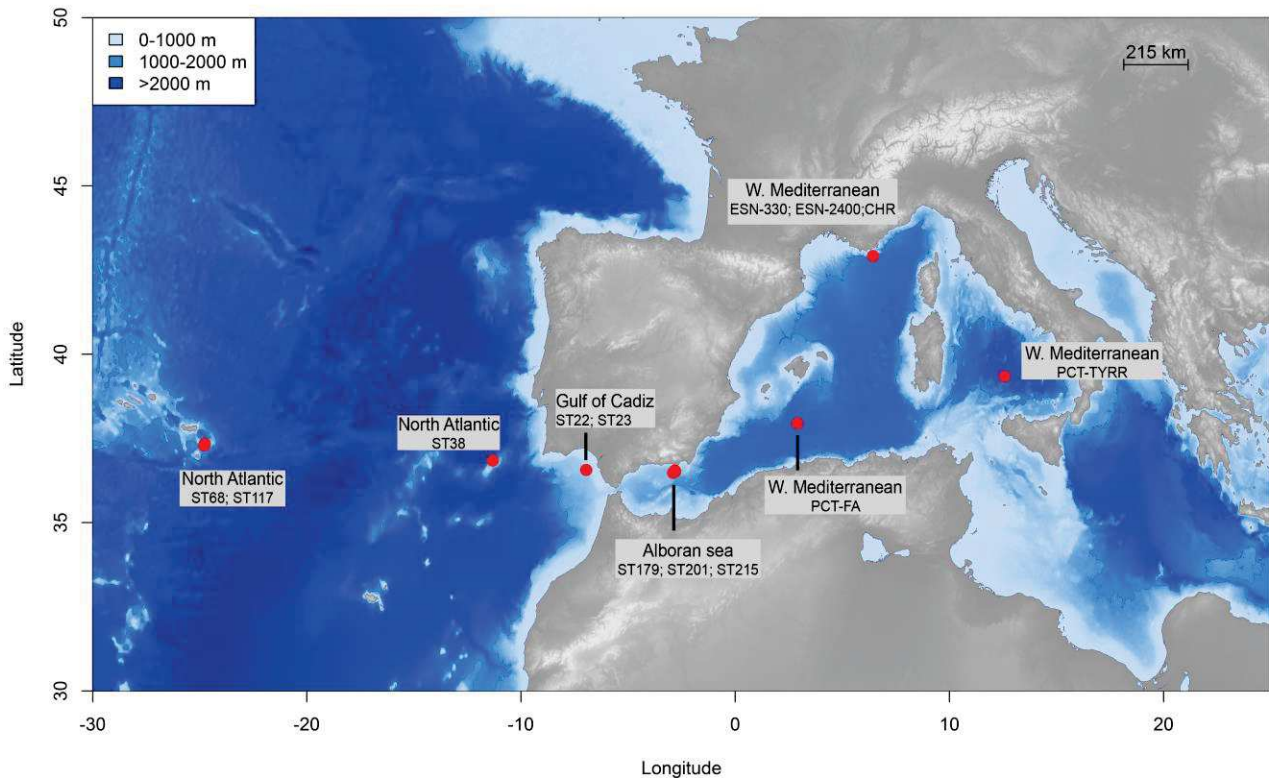 50
0-1000 m
1000-2000 m
>2000 m
215 km
45
W. Mediterranean
ESN-330; ESN-2400;CHR
40
Latitude
W. Mediterranean
PCT-TYRR
Gulf of Cadiz
ST22; ST23
North Atlantic
ST38
North Atlantic
ST68; ST117
W. Mediterranean
PCT-FA
35
Alboran sea
ST179; ST201; ST215
30
-30
-20
-10
0
10
20
Longitude